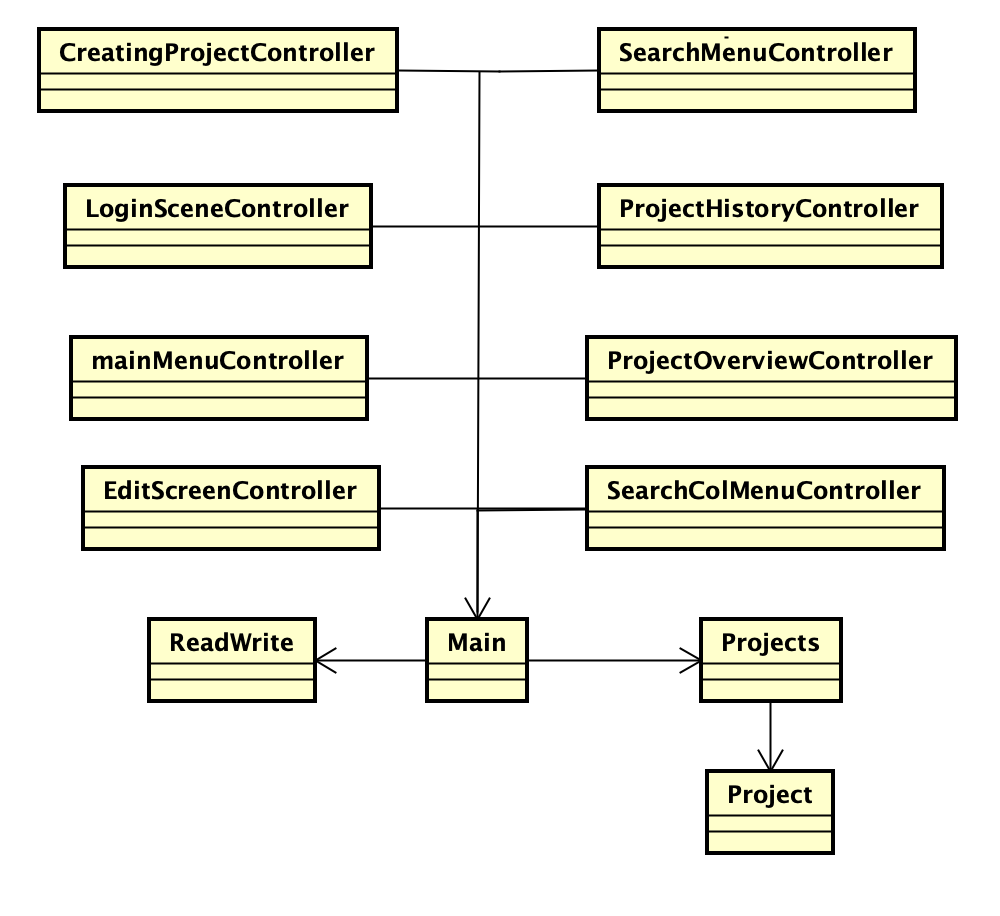 CreatingProjectController
SearchMenuController
LoginSceneController
ProjectHistoryController
mainMenuController
ProjectOverviewController
EditScreenController
SearchColMenuController
ReadWrite
Main
Projects
Project